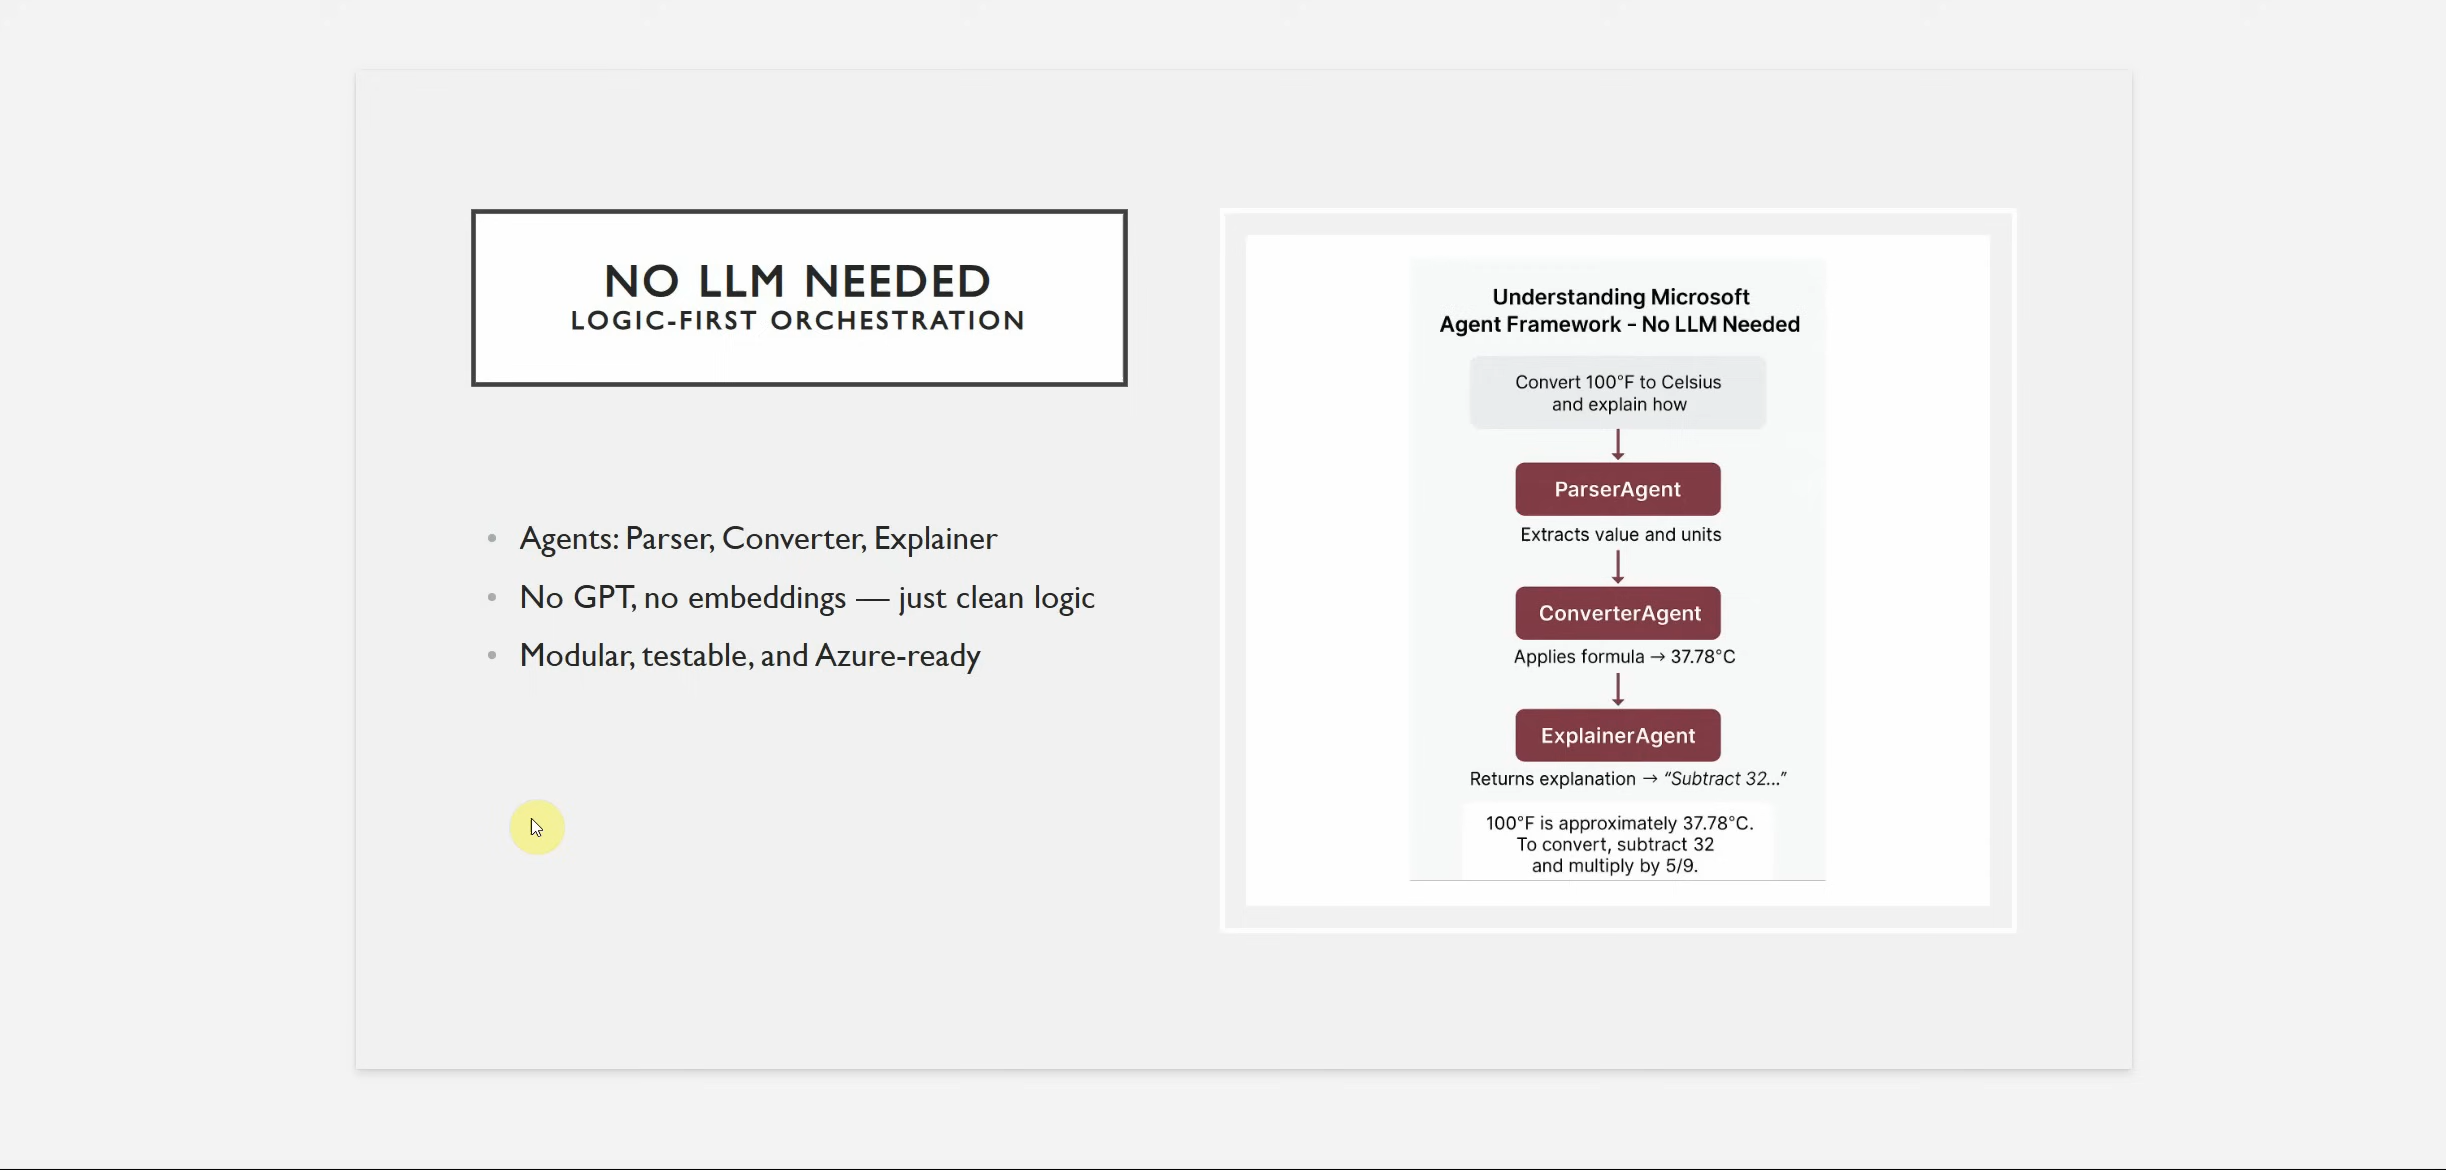 NO LLM NEEDED
LOGIC-FIRST ORCHESTRATION
• Agents: Parser, Converter, Explainer
• No GPT, no embeddings — just clean logic
• Modular, testable, and Azure-ready
Understanding Microsoft
Agent Framework - No LLM Needed
Convert 100°F to Celsius
and explain how
ParserAgent
Extracts value and units
ConverterAgent
Applies formula → 37.78°C
ExplainerAgent
Returns explanation → “Subtract 32...”
100°F is approximately 37.78°C.
To convert, subtract 32
and multiply by 5/9.